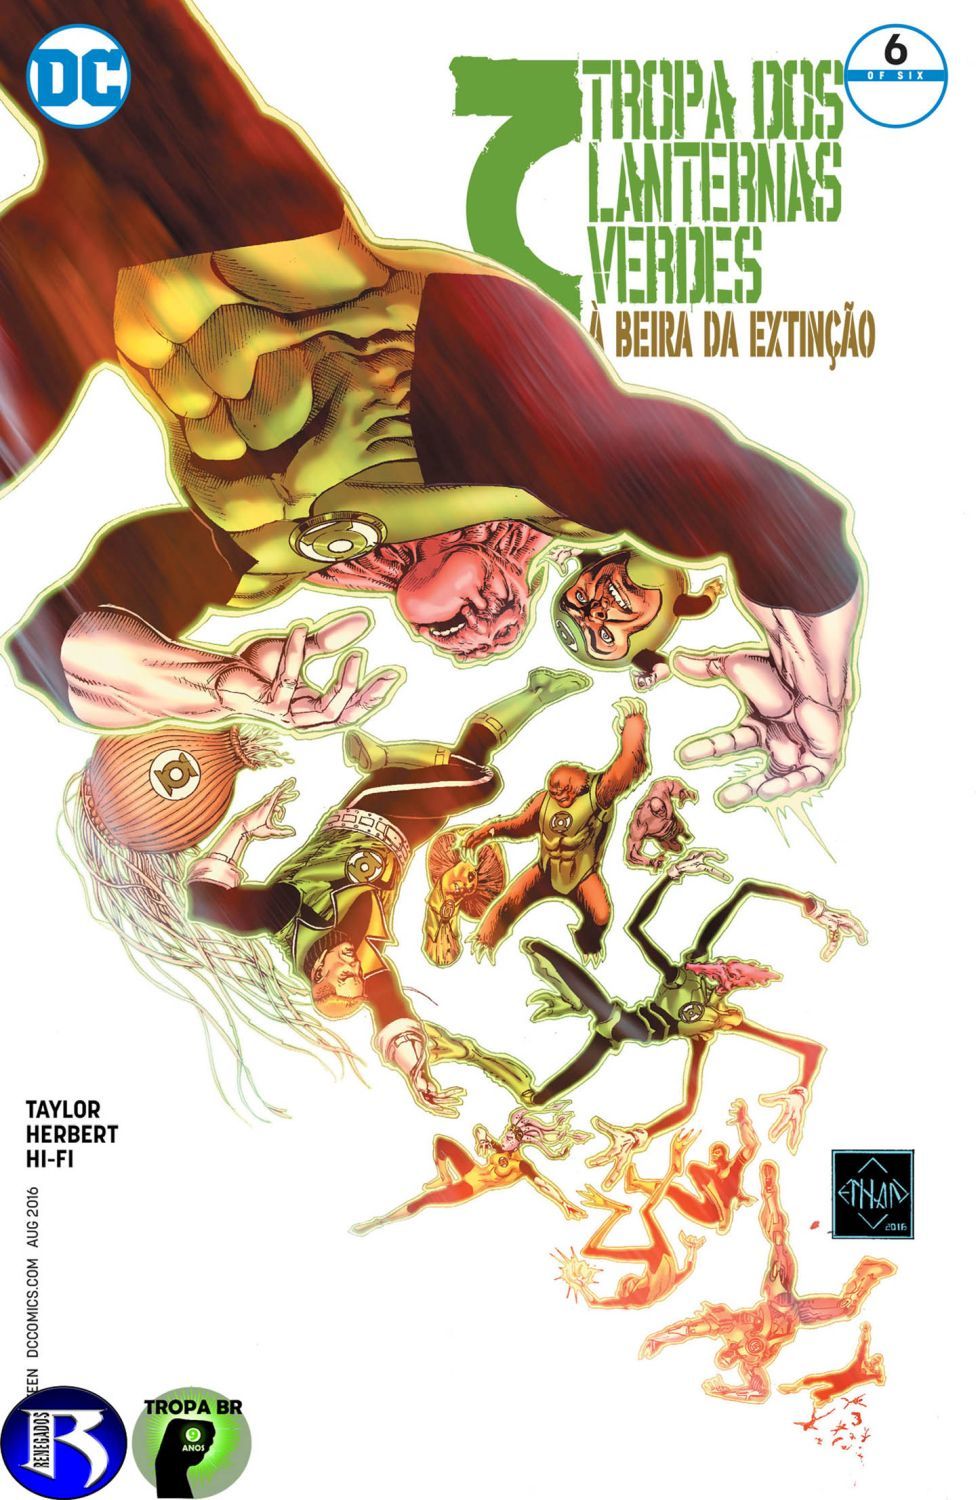 DC
6
OF SIX
TROPA DOS
LANTERNAS
VERDES
À BEIRA DA EXTINÇÃO
TAYLOR
HERBERT
HI-FI
EEN DCCOMICS.COM AUG 2016
ETHAN
2016
RENEGADOS
R
TROPA BR
9
ANOS